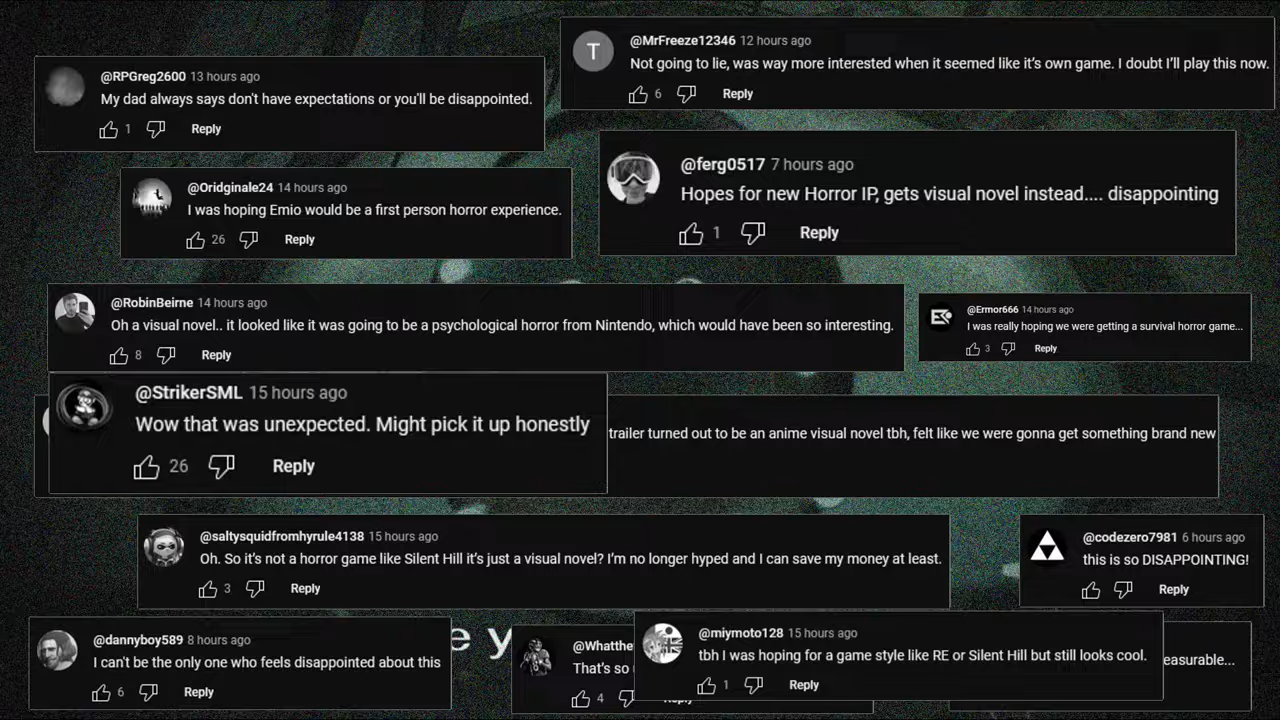 @RPGreg2600 13 hours ago
My dad always says don't have expectations or you'll be disappointed.
1 Reply
T
@MrFreeze12346 12 hours ago
Not going to lie, was way more interested when it seemed like it's own game. I doubt I'll play this now.
6 Reply
@Oridginale24 14 hours ago
I was hoping Emio would be a first person horror experience.
26 Reply
@ferg0517 7 hours ago
Hopes for new Horror IP, gets visual novel instead.... disappointing
1 Reply
@RobinBeirne 14 hours ago
Oh a visual novel.. it looked like it was going to be a psychological horror from Nintendo, which would have been so interesting.
8 Reply
@Ermor666 14 hours ago
I was really hoping we were getting a survival horror game...
3 Reply
@StrikerSML 15 hours ago
Wow that was unexpected. Might pick it up honestly
26 Reply
trailer turned out to be an anime visual novel tbh, felt like we were gonna get something brand new
@saltysquidfromhyrule4138 15 hours ago
Oh. So it's not a horror game like Silent Hill it's just a visual novel? I'm no longer hyped and I can save my money at least.
3 Reply
@codezero7981 6 hours ago
this is so DISAPPOINTING!
Reply
@dannyboy589 8 hours ago
I can't be the only one who feels disappointed about this
6 Reply
e y
@Whatthe
That's so
4
@miymoto128 15 hours ago
tbh I was hoping for a game style like RE or Silent Hill but still looks cool.
1 Reply
easurable...